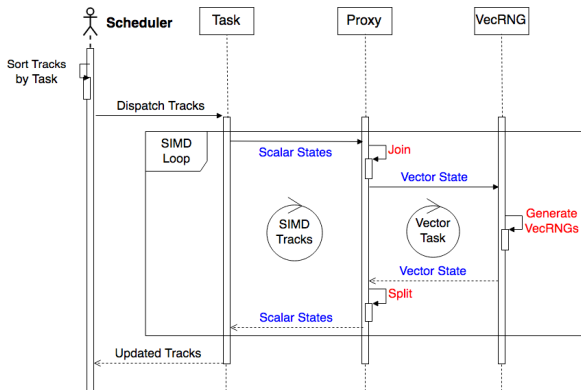 Scheduler
Task
Proxy
VecRNG
Sort Tracks
by Task
Dispatch Tracks
SIMD
Loop
Scalar States
Join
Vector State
SIMD
Tracks
Vector
Task
Generate
VecRNGs
Vector State
Split
Scalar States
Updated Tracks